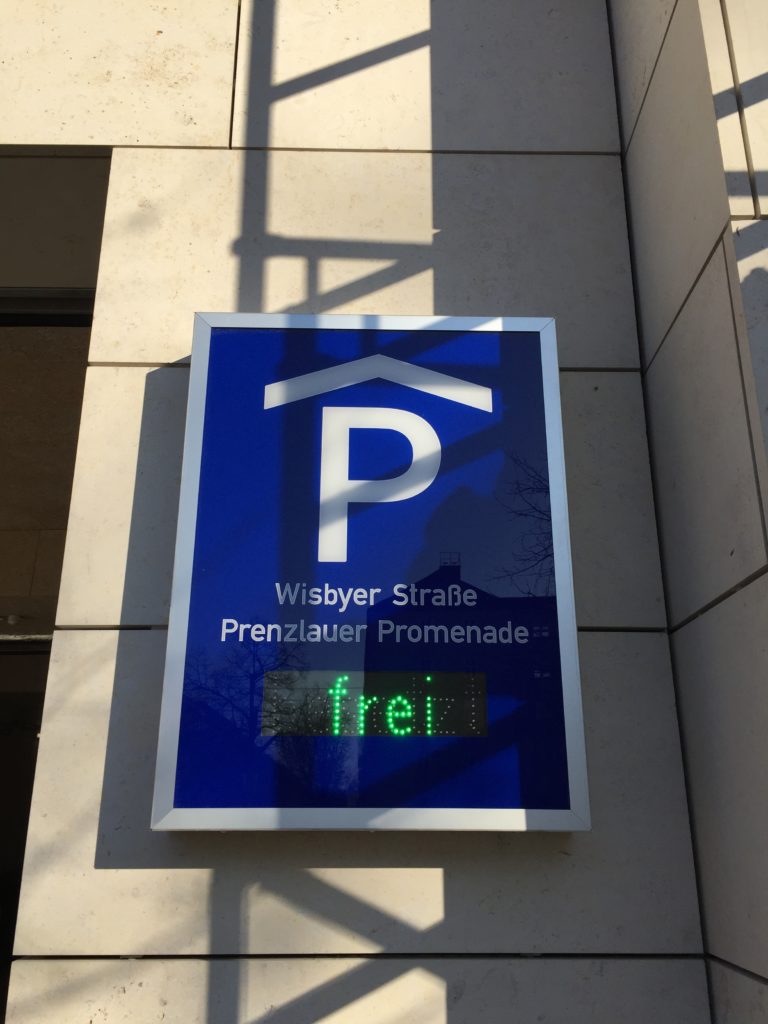 P
Wisbyer Straße
Prenzlauer Promenade
frei